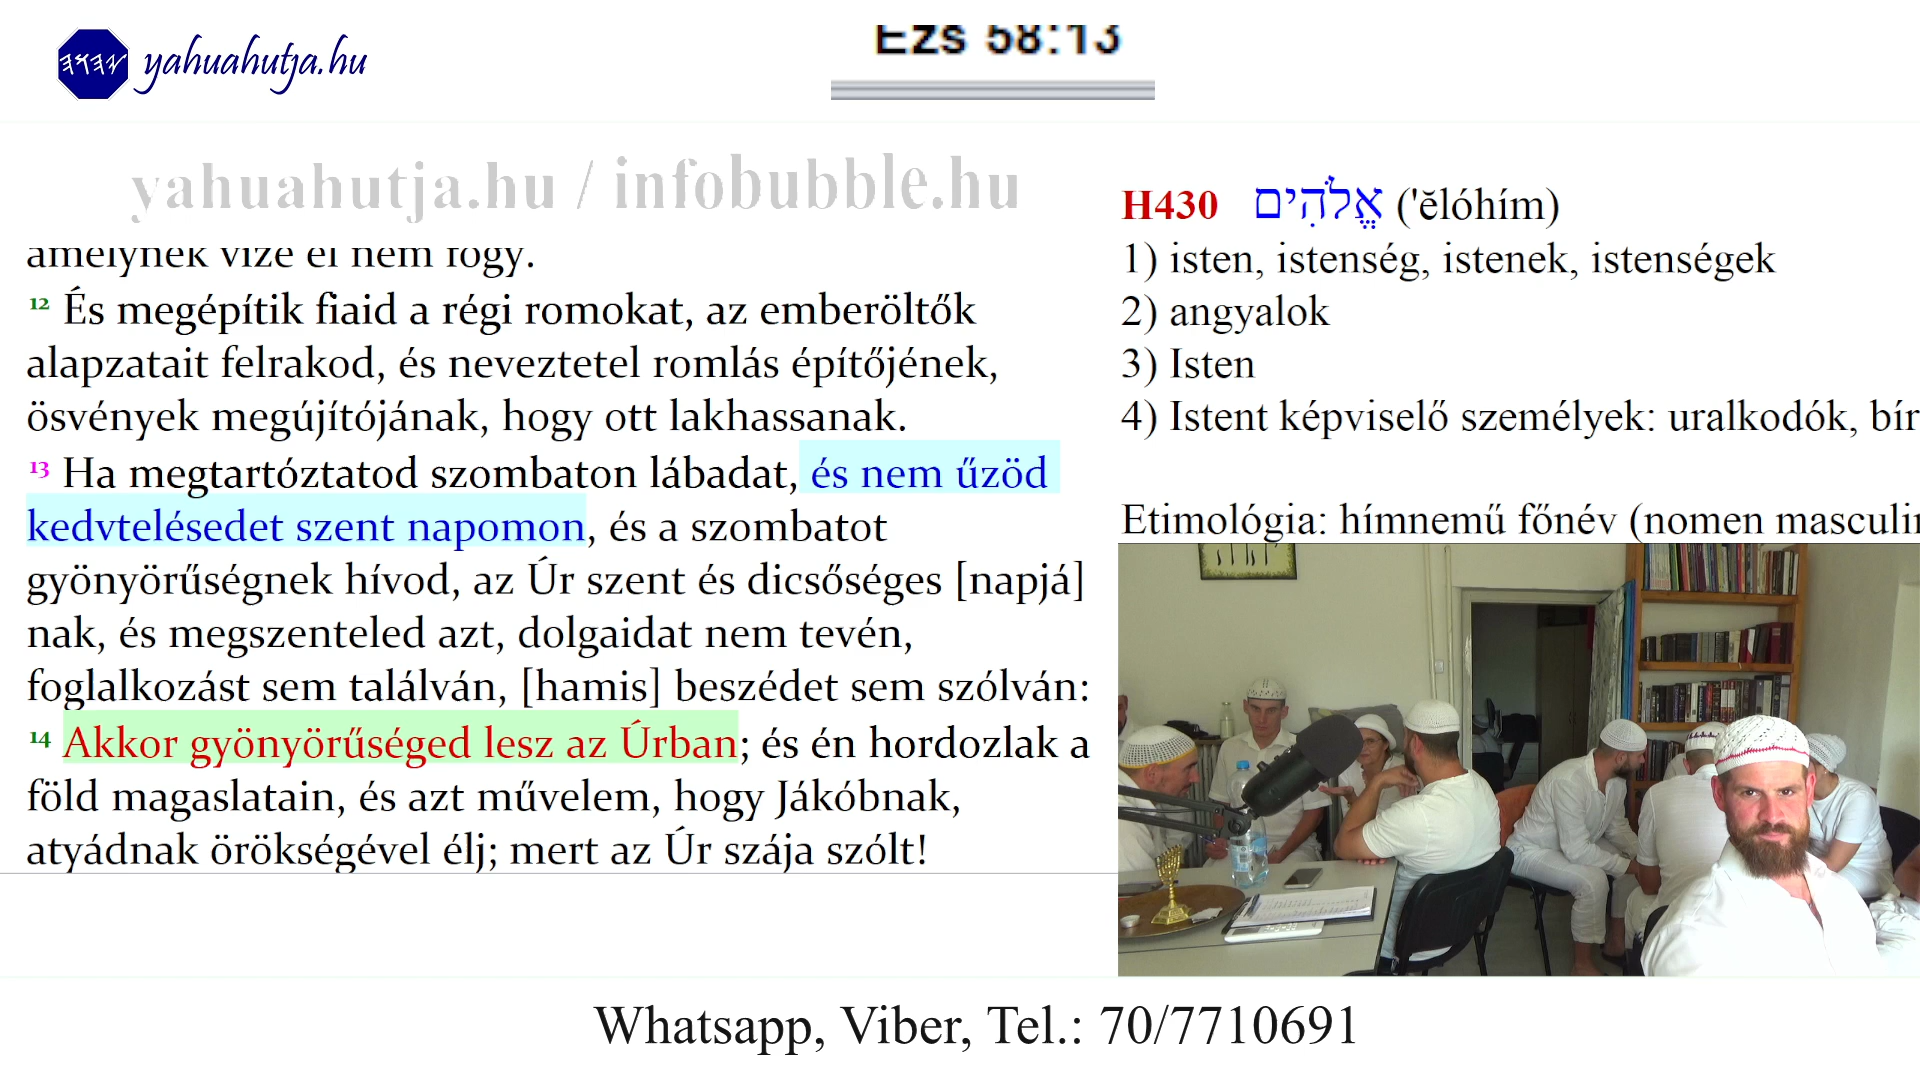 yahuahutja.hu
Ezs 58:13
yahuahutja.hu / infobubble.hu
amelynek vize el nem fogy.
12 És megépítik fiaid a régi romokat, az emberöltők
alapzatait felrakod, és neveztetel romlás építőjének,
ösvények megújítójának, hogy ott lakhassanak.
13 Ha megtartóztatod szombaton lábadat, és nem űzöd
kedvtelésedet szent napomon, és a szombatot
gyönyörűségnek hívod, az Úr szent és dicsőséges [napjá]
nak, és megszenteled azt, dolgaidat nem tevén,
foglalkozást sem találván, [hamis] beszédet sem szólván:
14 Akkor gyönyörűséged lesz az Úrban; és én hordozlak a
föld magaslatain, és azt művelem, hogy Jákóbnak,
atyádnak örökségével élj; mert az Úr szája szólt!
H430 אֱלֹהִים ('ĕlóhím)
1) isten, istenség, istenek, istenségek
2) angyalok
3) Isten
4) Istent képviselő személyek: uralkodók, bír
Etimológia: hímnemű főnév (nomen masculin
Whatsapp, Viber, Tel.: 70/7710691